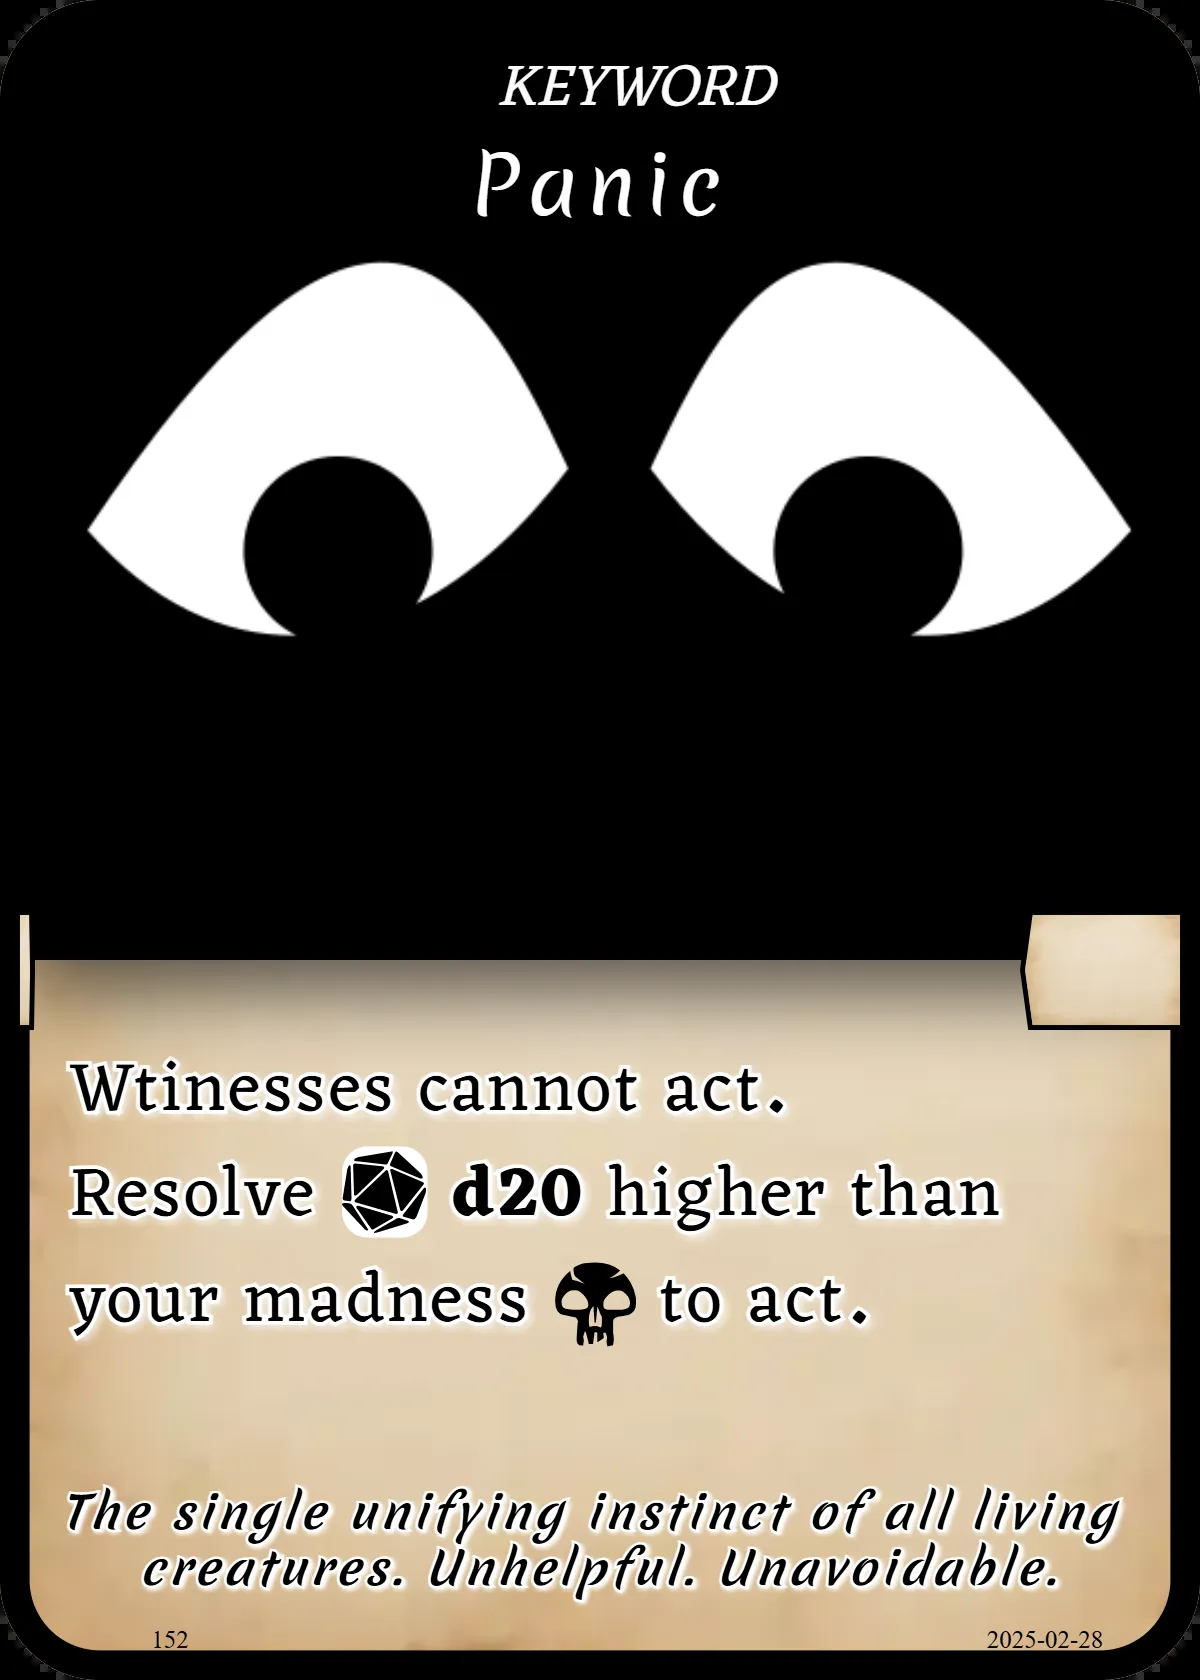 KEYWORD
Panic
Wtinesses cannot act.
Resolve d20 higher than
your madness to act.
The single unifying instinct of all living
creatures. Unhelpful. Unavoidable.
152
2025-02-28